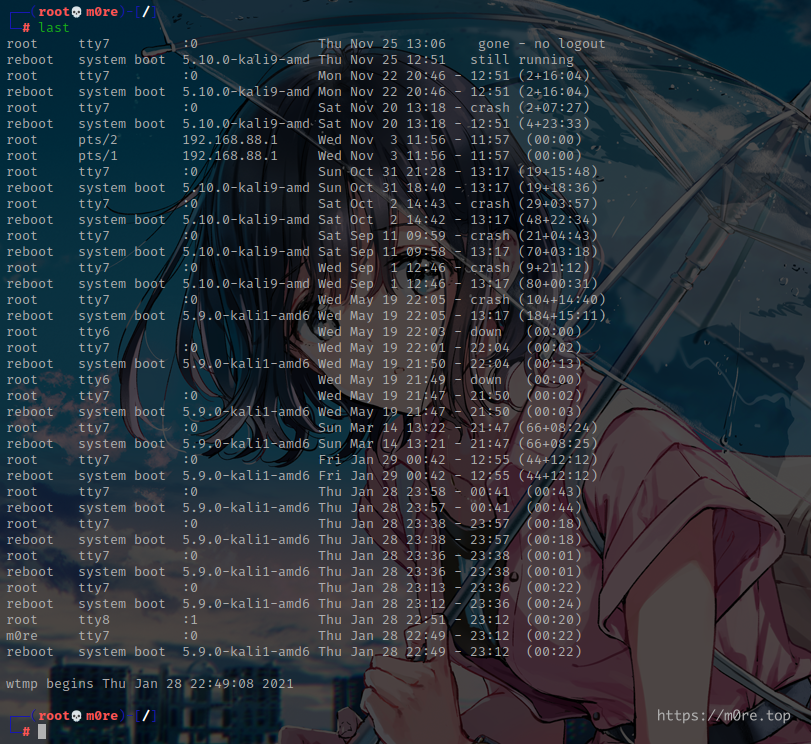 ┌──(root💀m0re)-[/]
└─# last
root     tty7         :0               Thu Nov 25 13:06    gone - no logout
reboot   system boot  5.10.0-kali9-amd Thu Nov 25 12:51   still running
root     tty7         :0               Mon Nov 22 20:46 - 12:51 (2+16:04)
reboot   system boot  5.10.0-kali9-amd Mon Nov 22 20:46 - 12:51 (2+16:04)
root     tty7         :0               Sat Nov 20 13:18 - crash (2+07:27)
reboot   system boot  5.10.0-kali9-amd Sat Nov 20 13:18 - 12:51 (4+23:33)
root     pts/2        192.168.88.1     Wed Nov  3 11:56 - 11:57  (00:00)
root     pts/1        192.168.88.1     Wed Nov  3 11:56 - 11:57  (00:00)
root     tty7         :0               Sun Oct 31 21:28 - 13:17 (19+15:48)
reboot   system boot  5.10.0-kali9-amd Sun Oct 31 18:40 - 13:17 (19+18:36)
root     tty7         :0               Sat Oct  2 14:43 - crash (29+03:57)
reboot   system boot  5.10.0-kali9-amd Sat Oct  2 14:42 - 13:17 (48+22:34)
root     tty7         :0               Sat Sep 11 09:59 - crash (21+04:43)
reboot   system boot  5.10.0-kali9-amd Sat Sep 11 09:58 - 13:17 (70+03:18)
root     tty7         :0               Wed Sep  1 12:46 - crash (9+21:12)
reboot   system boot  5.10.0-kali9-amd Wed Sep  1 12:46 - 13:17 (80+00:31)
root     tty7         :0               Wed May 19 22:05 - crash (104+14:40)
reboot   system boot  5.9.0-kali1-amd6 Wed May 19 22:05 - 13:17 (184+15:11)
root     tty6                          Wed May 19 22:03 - down   (00:00)
root     tty7         :0               Wed May 19 22:01 - 22:04  (00:02)
reboot   system boot  5.9.0-kali1-amd6 Wed May 19 21:50 - 22:04  (00:13)
root     tty6                          Wed May 19 21:49 - down   (00:00)
root     tty7         :0               Wed May 19 21:47 - 21:50  (00:02)
reboot   system boot  5.9.0-kali1-amd6 Wed May 19 21:47 - 21:50  (00:03)
root     tty7         :0               Sun Mar 14 13:22 - 21:47 (66+08:24)
reboot   system boot  5.9.0-kali1-amd6 Sun Mar 14 13:21 - 21:47 (66+08:25)
root     tty7         :0               Fri Jan 29 00:42 - 12:55 (44+12:12)
reboot   system boot  5.9.0-kali1-amd6 Fri Jan 29 00:42 - 12:55 (44+12:12)
root     tty7         :0               Thu Jan 28 23:58 - 00:41  (00:43)
reboot   system boot  5.9.0-kali1-amd6 Thu Jan 28 23:57 - 00:41  (00:44)
root     tty7         :0               Thu Jan 28 23:38 - 23:57  (00:18)
reboot   system boot  5.9.0-kali1-amd6 Thu Jan 28 23:38 - 23:57  (00:18)
root     tty7         :0               Thu Jan 28 23:36 - 23:38  (00:01)
reboot   system boot  5.9.0-kali1-amd6 Thu Jan 28 23:36 - 23:38  (00:01)
root     tty7         :0               Thu Jan 28 23:13 - 23:36  (00:22)
reboot   system boot  5.9.0-kali1-amd6 Thu Jan 28 23:12 - 23:36  (00:24)
root     tty8         :1               Thu Jan 28 22:51 - 23:12  (00:20)
m0re     tty7         :0               Thu Jan 28 22:49 - 23:12  (00:22)
reboot   system boot  5.9.0-kali1-amd6 Thu Jan 28 22:49 - 23:12  (00:22)
wtmp begins Thu Jan 28 22:49:08 2021
┌──(root💀m0re)-[/]
└─#
https://m0re.top